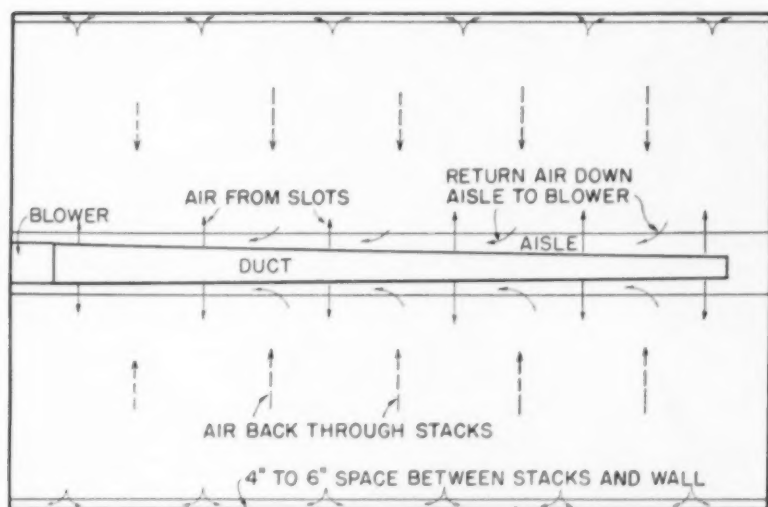 RETURN AIR DOWN
AISLE TO BLOWER
AIR FROM SLOTS
BLOWER
AISLE
DUCT
AIR BACK THROUGH STACKS
4" TO 6" SPACE BETWEEN STACKS AND WALL